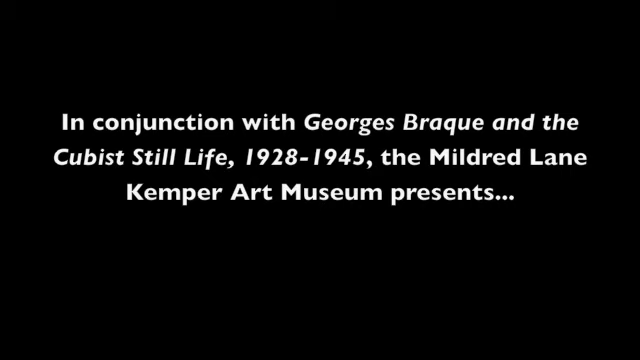 In conjunction with Georges Braque and the
Cubist Still Life, 1928-1945, the Mildred Lane
Kemper Art Museum presents...